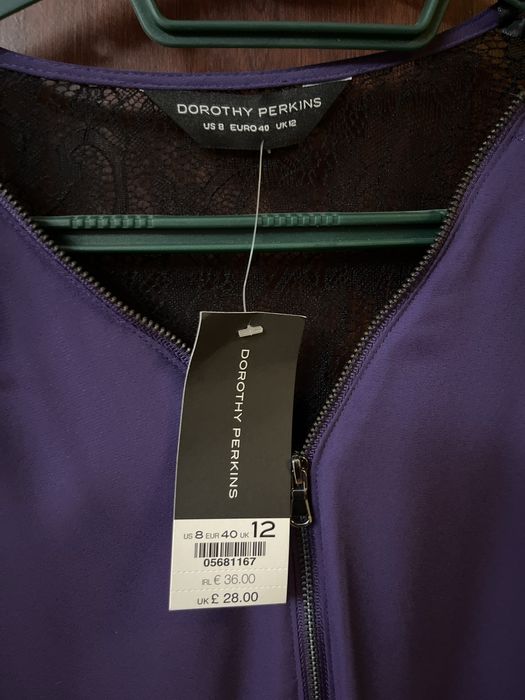 DOROTHY PERKINS
US 8 EURO 40 UK 12
DOROTHY PERKINS
US 8 EUR 40 UK 12
05681167
IRL € 36.00
UK £ 28.00